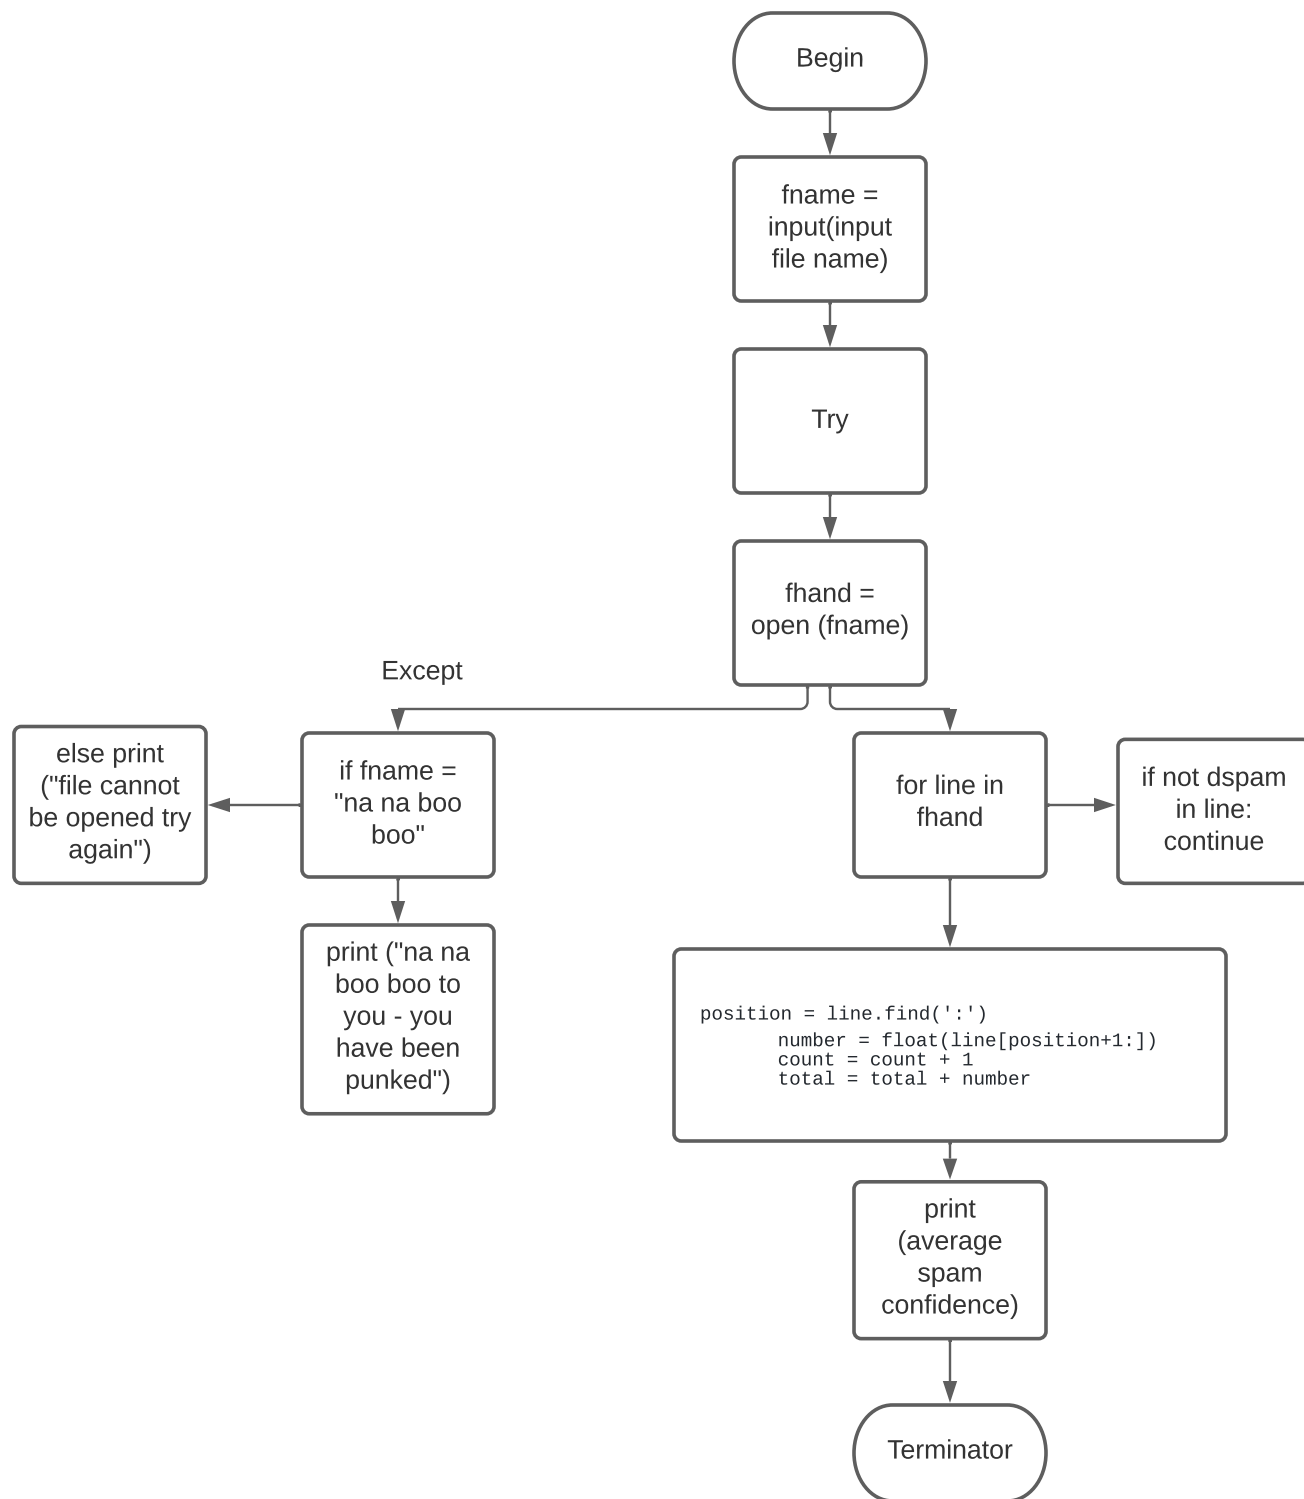 Begin
fname =
input(input
file name)
Try
fhand =
open (fname)
Except
else print
("file cannot
be opened try
again")
if fname =
"na na boo
boo"
for line in
fhand
if not dspam
in line:
continue
print ("na na
boo boo to
you - you
have been
punked")
position = line.find(':')
number = float(line[position+1:])
count = count + 1
total = total + number
print
(average
spam
confidence)
Terminator